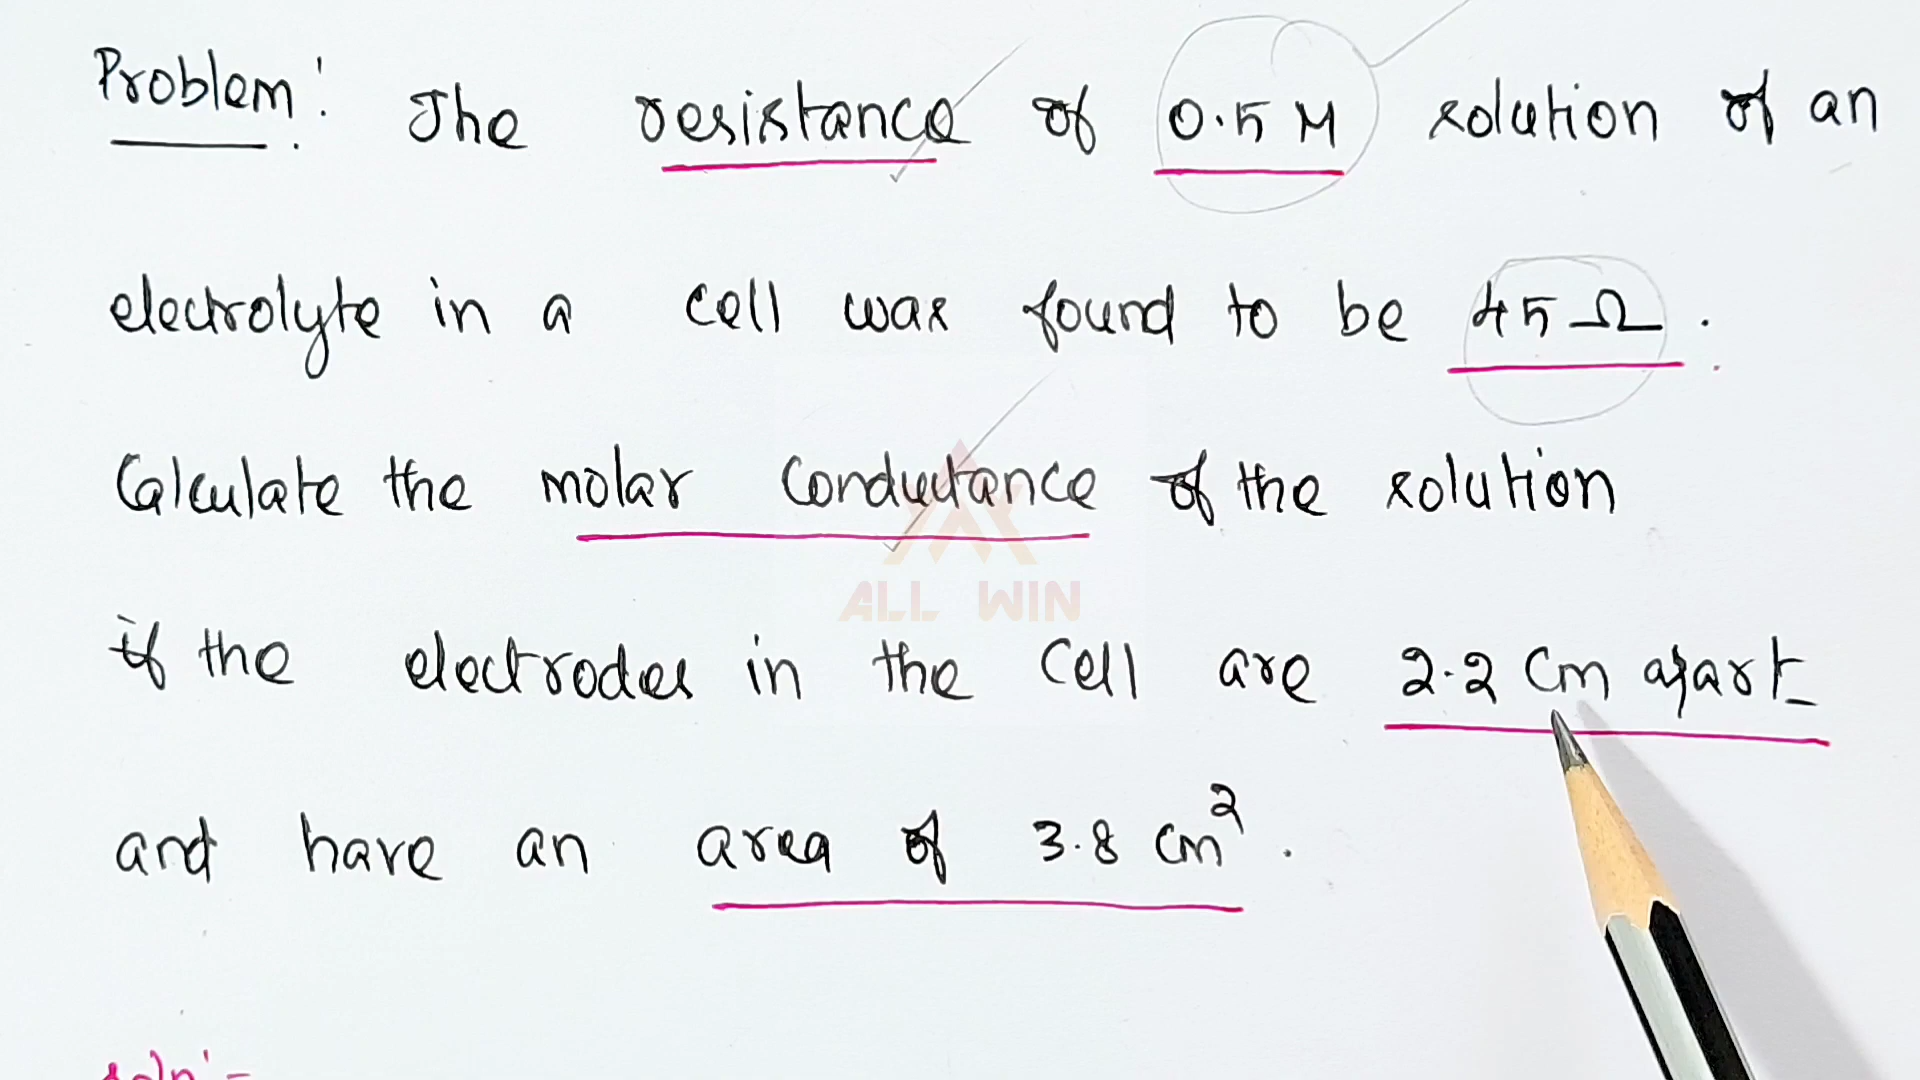 Problem: The resistance of 0.5 M solution of an
electrolyte in a cell was found to be 45 Ω.
Calculate the molar conductance of the solution
ALL WIN
if the electrodes in the cell are 2.2 cm apart
and have an area of 3.8 cm².
Soln:-